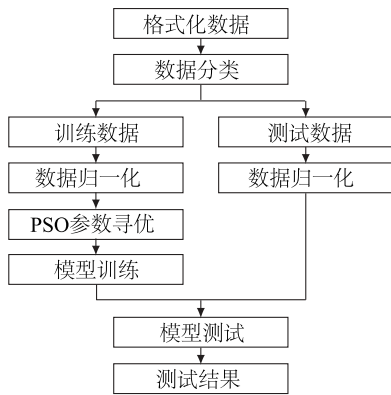 格式化数据
数据分类
训练数据
测试数据
数据归一化
数据归一化
PSO参数寻优
模型训练
模型测试
测试结果